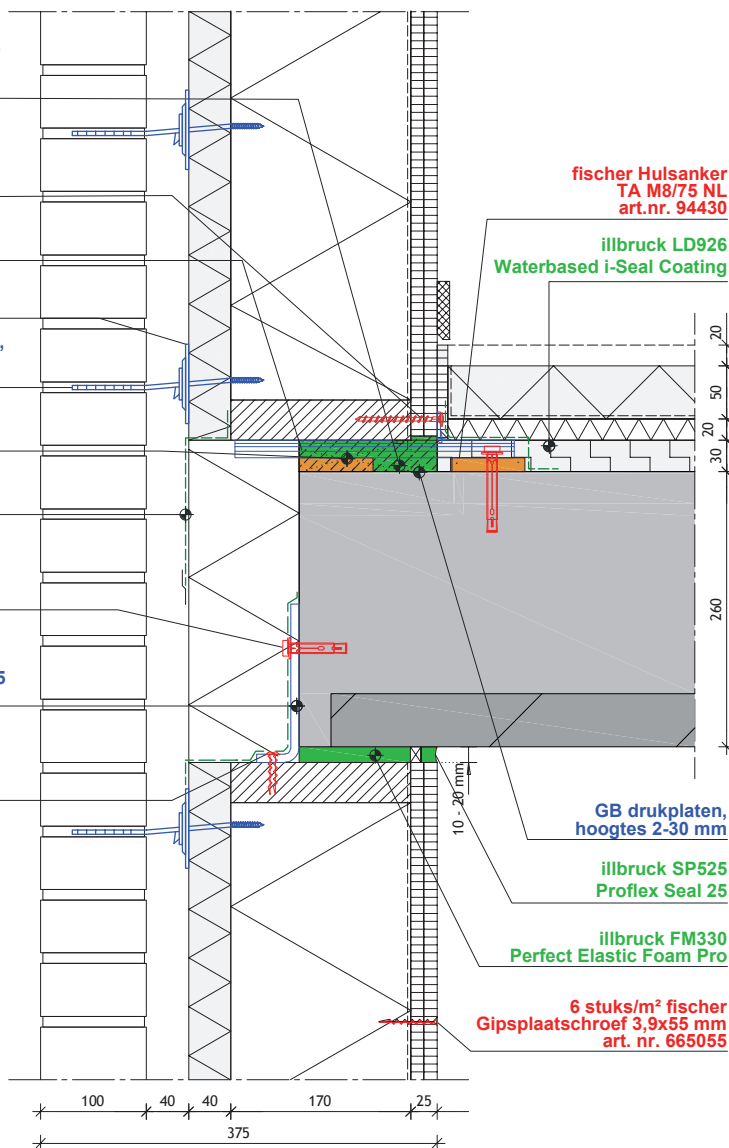 fischer Hulsanker
TA M8/75 NL
art.nr. 94430
illbruck LD926
Waterbased i-Seal Coating
20
50
20
30
260
10 - 20 mm
GB drukplaten,
hoogtes 2-30 mm
illbruck SP525
Proflex Seal 25
illbruck FM330
Perfect Elastic Foam Pro
6 stuks/m² fischer
Gipsplaatschroef 3,9x55 mm
art. nr. 665055
100 40 40 170 25
375